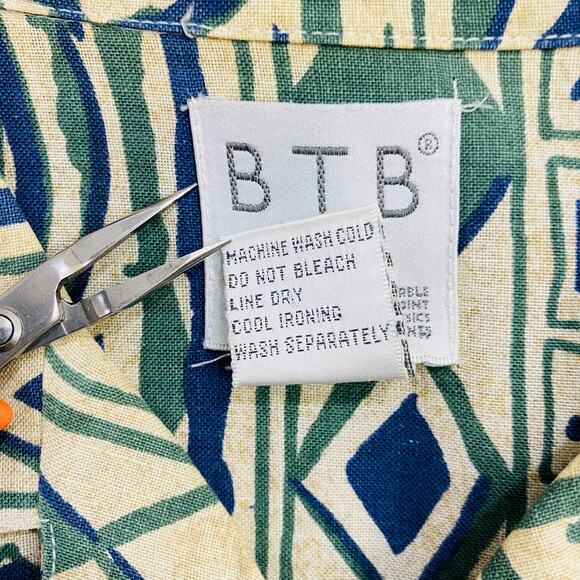 BTB®
MACHINE WASH COLD
DO NOT BLEACH
LINE DRY
COOL IRONING
WASH SEPARATELY